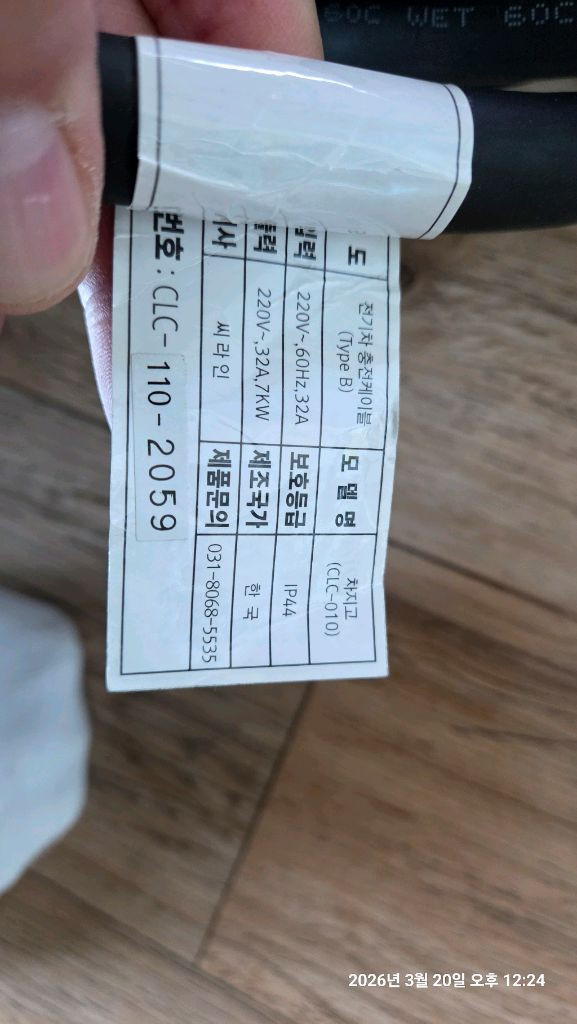 60C WET 60C
도 전기차 충전케이블 (Type B) 모 델 명 차지고 (CLC-010)
력 220V~,60Hz,32A 보호등급 IP44
력 220V~,32A,7KW 제조국가 한 국
사 씨 라 인 제품문의 031-8068-5535
번호 : CLC- 110-2059
2026년 3월 20일 오후 12:24